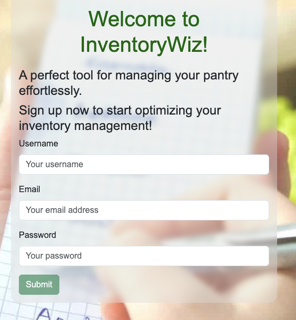 Welcome to
InventoryWiz!
A perfect tool for managing your pantry
effortlessly.
Sign up now to start optimizing your
inventory management!
Username
Your username
Email
Your email address
Password
Your password
Submit